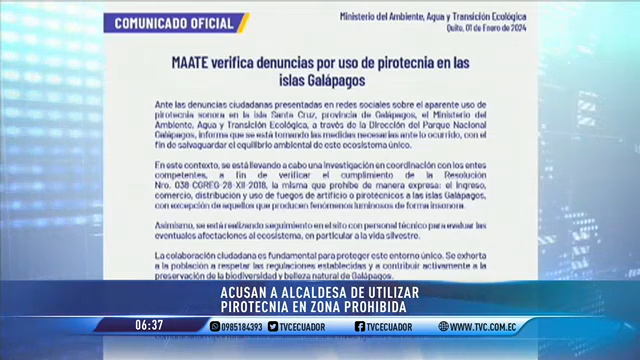 COMUNICADO OFICIAL
Ministerio del Ambiente, Agua y Transición Ecológica
Quito, 01 de Enero de 2024
MAATE verifica denuncias por uso de pirotecnia en las
islas Galápagos
Ante las denuncias ciudadanas presentadas en redes sociales sobre el aparente uso de
pirotecnia sonora en la isla Santa Cruz, provincia de Galápagos, el Ministerio del
Ambiente, Agua y Transición Ecológica, a través de la Dirección del Parque Nacional
Galápagos, informa que se está tomando las medidas necesarias ante lo ocurrido, con el
fin de salvaguardar el equilibrio ambiental de este ecosistema único.
En este contexto, se está llevando a cabo una investigación en coordinación con los entes
competentes, a fin de verificar el cumplimiento de la Resolución
Nro. 038-CGREG-28-XII-2018, la misma que prohíbe de manera expresa: el ingreso,
comercio, distribución y uso de fuegos de artificio o pirotécnicos a las islas Galápagos,
con excepción de aquellos que producen fenómenos luminosos de forma insonora.
Asimismo, se está realizando seguimiento en el sitio con personal técnico para evaluar las
eventuales afectaciones al ecosistema, en particular a la vida silvestre.
La colaboración ciudadana es fundamental para proteger este entorno único. Se exhorta
a la población a respetar las regulaciones establecidas y a contribuir activamente a la
preservación de la biodiversidad y belleza natural de Galápagos.
ACUSAN A ALCALDESA DE UTILIZAR
PIROTECNIA EN ZONA PROHIBIDA
06:37 0985184393 TVCECUADOR TVCECUADOR WWW.TVC.COM.EC